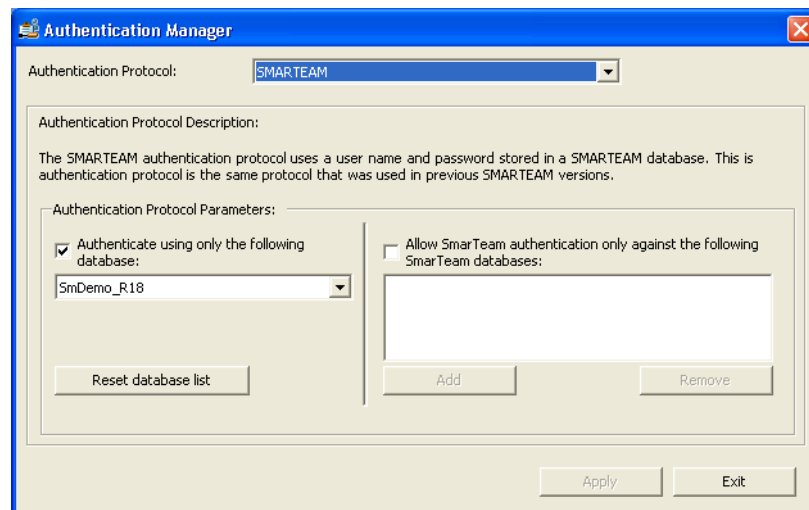 Authentication Manager
Authentication Protocol:
SMARTEAM
Authentication Protocol Description:
The SMARTEAM authentication protocol uses a user name and password stored in a SMARTEAM database. This is
authentication protocol is the same protocol that was used in previous SMARTEAM versions.
Authentication Protocol Parameters:
Authenticate using only the following
database:
SmDemo_R18
Reset database list
Allow SmarTeam authentication only against the following
SmarTeam databases:
Add
Remove
Apply
Exit